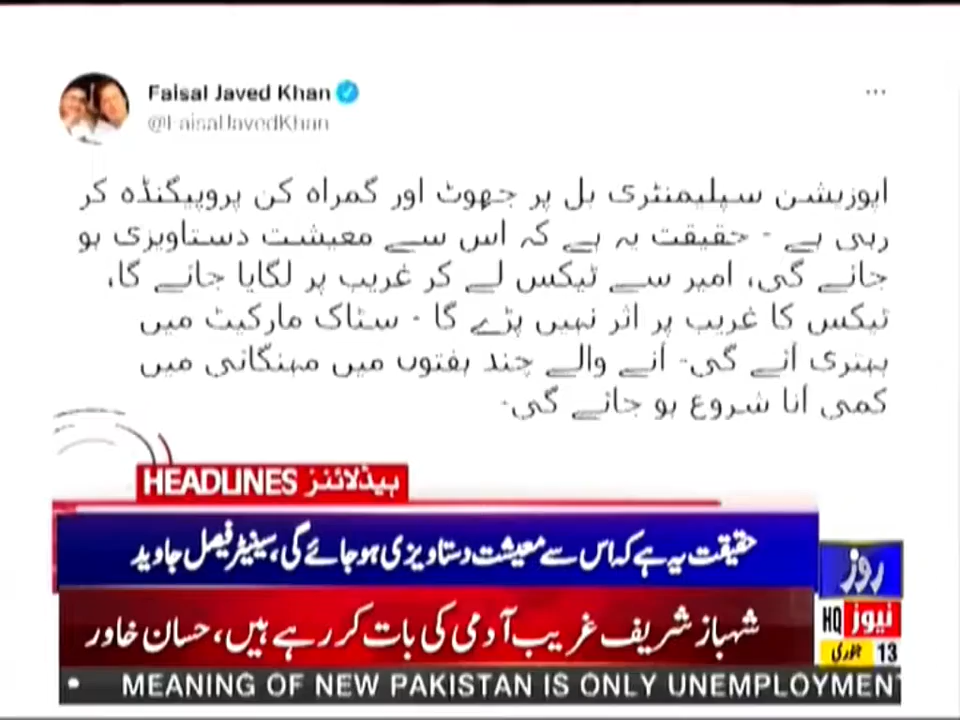 Faisal Javed Khan
@FaisalJavedKhan
اپوزیشن سپلیمنٹری بل پر جھوٹ اور گمراہ کن پروپیگنڈہ کر
رہی ہے - حقیقت یہ ہے کہ اس سے معیشت دستاویزی ہو
جائے گی، امیر سے ٹیکس لے کر غریب پر لگایا جائے گا،
ٹیکس کا غریب پر اثر نہیں پڑے گا - سٹاک مارکیٹ میں
بہتری آئے گی- آنے والے چند ہفتوں میں مہنگائی میں
کمی آنا شروع ہو جائے گی-
HEADLINES ہیڈلائنز
حقیقت یہ ہے کہ اس سے معیشت دستاویزی ہوجائے گی، سینیٹر فیصل جاوید
شہباز شریف غریب آدمی کی بات کر رہے ہیں، حسان خاور
روز
نیوز HQ
13 جنوری
• MEANING OF NEW PAKISTAN IS ONLY UNEMPLOYMENT